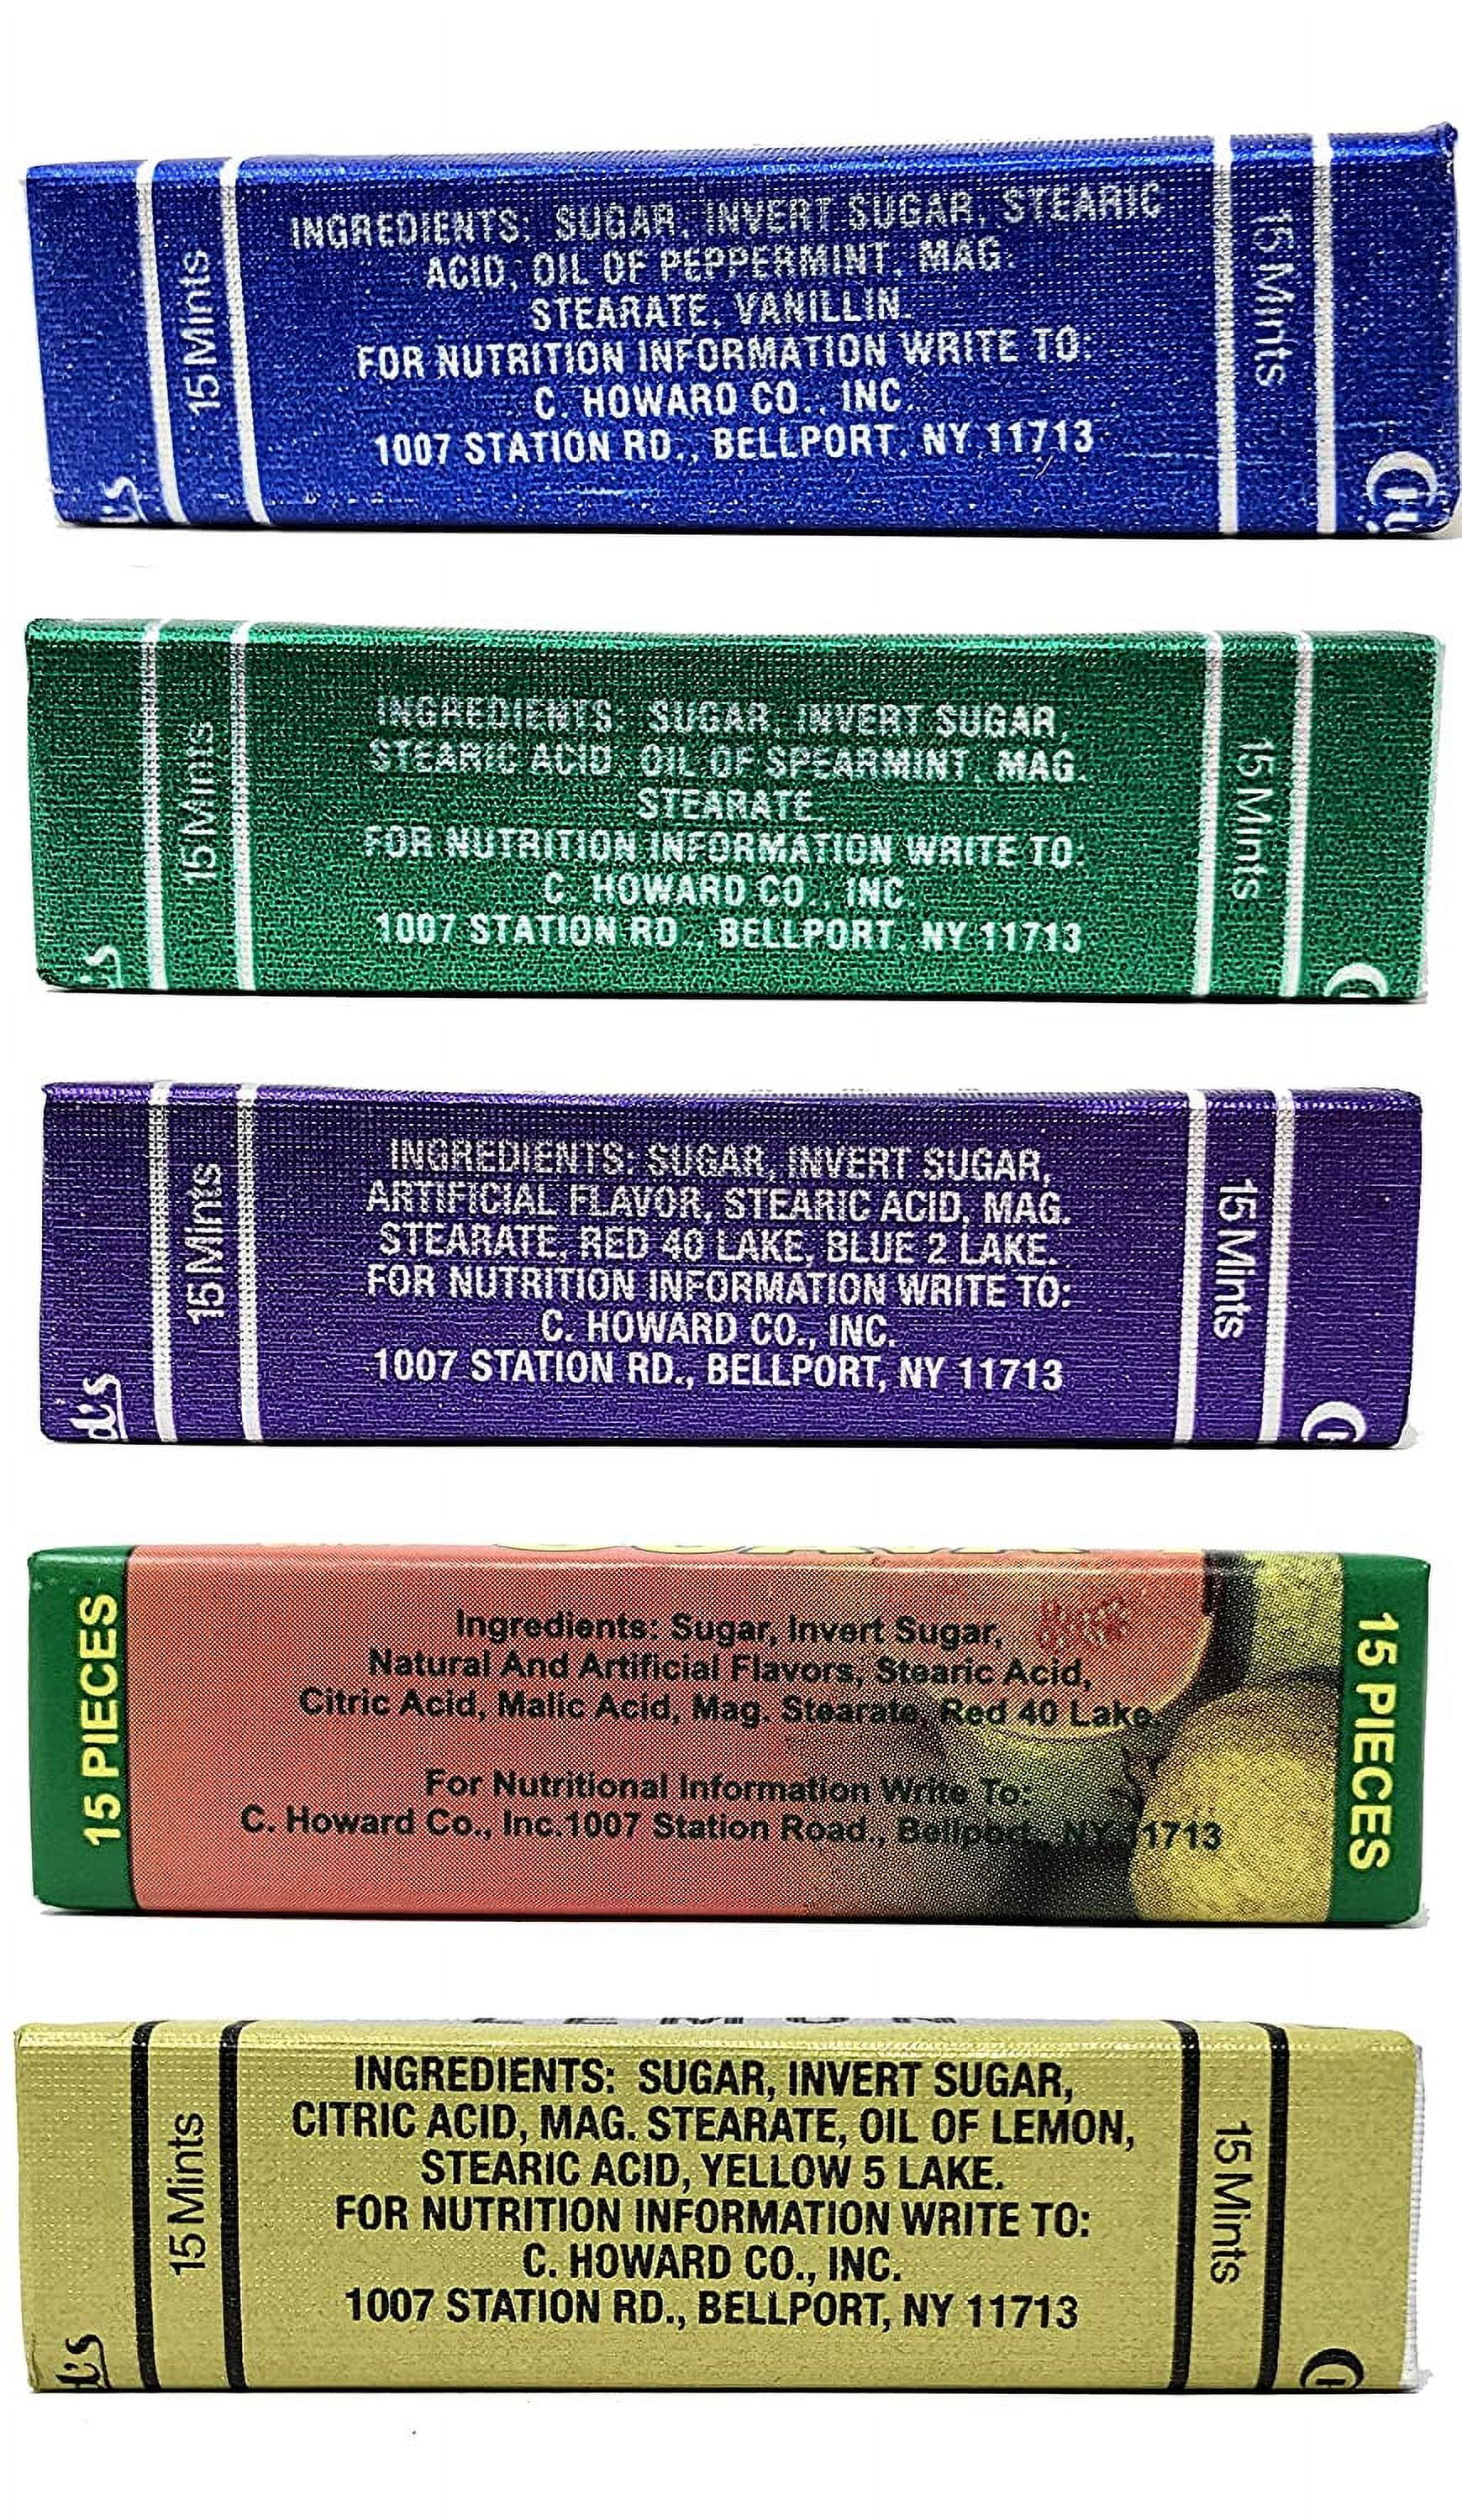 15 Mints
INGREDIENTS: SUGAR, INVERT SUGAR, STEARIC
ACID, OIL OF PEPPERMINT, MAG.
STEARATE, VANILLIN.
FOR NUTRITION INFORMATION WRITE TO:
C. HOWARD CO., INC.
1007 STATION RD., BELLPORT, NY 11713
15 Mints
15 Mints
INGREDIENTS: SUGAR, INVERT SUGAR,
STEARIC ACID, OIL OF SPEARMINT, MAG.
STEARATE
FOR NUTRITION INFORMATION WRITE TO:
C. HOWARD CO., INC.
1007 STATION RD., BELLPORT, NY 11713
15 Mints
d's
15 Mints
INGREDIENTS: SUGAR, INVERT SUGAR,
ARTIFICIAL FLAVOR, STEARIC ACID, MAG.
STEARATE, RED 40 LAKE, BLUE 2 LAKE.
FOR NUTRITION INFORMATION WRITE TO:
C. HOWARD CO., INC.
1007 STATION RD., BELLPORT, NY 11713
15 Mints
15 PIECES
Ingredients: Sugar, Invert Sugar,
Natural And Artificial Flavors, Stearic Acid,
Citric Acid, Malic Acid, Mag. Stearate, Red 40 Lake.
For Nutritional Information Write To:
C. Howard Co., Inc.1007 Station Road., Bellport, NY 11713
15 PIECES
LEMON
d's
15 Mints
INGREDIENTS: SUGAR, INVERT SUGAR,
CITRIC ACID, MAG. STEARATE, OIL OF LEMON,
STEARIC ACID, YELLOW 5 LAKE.
FOR NUTRITION INFORMATION WRITE TO:
C. HOWARD CO., INC.
1007 STATION RD., BELLPORT, NY 11713
15 Mints